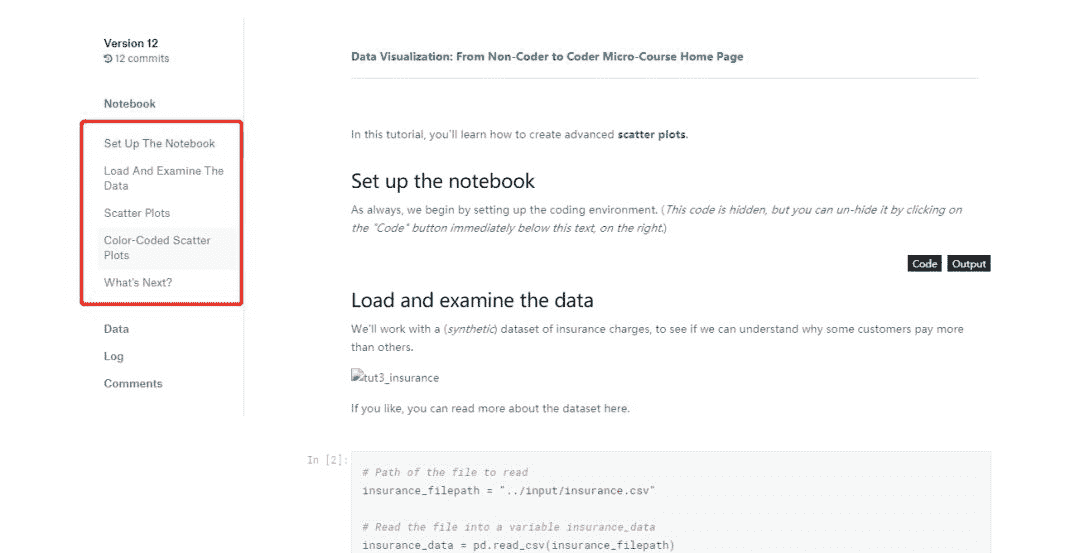 Version 12
12 commits
Notebook
Set Up The Notebook
Load And Examine The
Data
Scatter Plots
Color-Coded Scatter
Plots
What's Next?
Data
Log
Comments
Data Visualization: From Non-Coder to Coder Micro-Course Home Page
In this tutorial, you'll learn how to create advanced scatter plots.
Set up the notebook
As always, we begin by setting up the coding environment. (This code is hidden, but you can un-hide it by clicking on
the "Code" button immediately below this text, on the right.)
Code Output
Load and examine the data
We'll work with a (synthetic) dataset of insurance charges, to see if we can understand why some customers pay more
than others.
tut3_insurance
If you like, you can read more about the dataset here.
In [2]:
# Path of the file to read
insurance_filepath = "../input/insurance.csv"
# Read the file into a variable insurance_data
insurance_data = pd.read_csv(insurance_filepath)